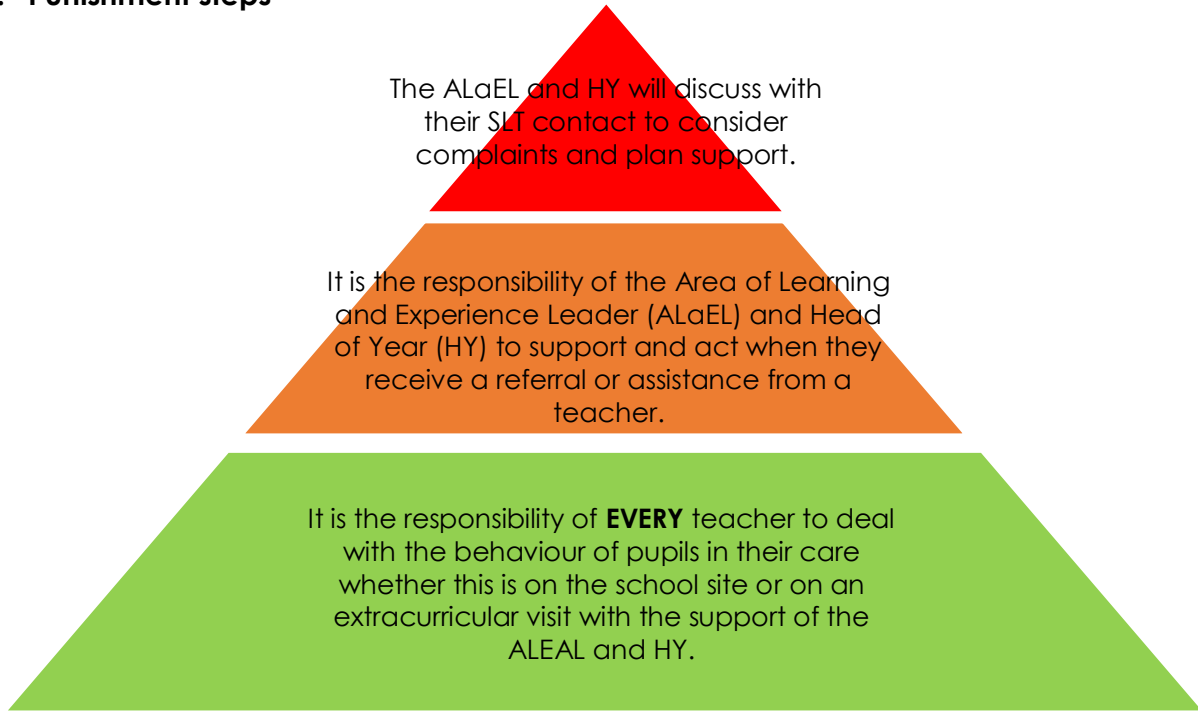 . Punishment steps
The ALaEL and HY will discuss with
their SLT contact to consider
complaints and plan support.
It is the responsibility of the Area of Learning
and Experience Leader (ALaEL) and Head
of Year (HY) to support and act when they
receive a referral or assistance from a
teacher.
It is the responsibility of EVERY teacher to deal
with the behaviour of pupils in their care
whether this is on the school site or on an
extracurricular visit with the support of the
ALEAL and HY.